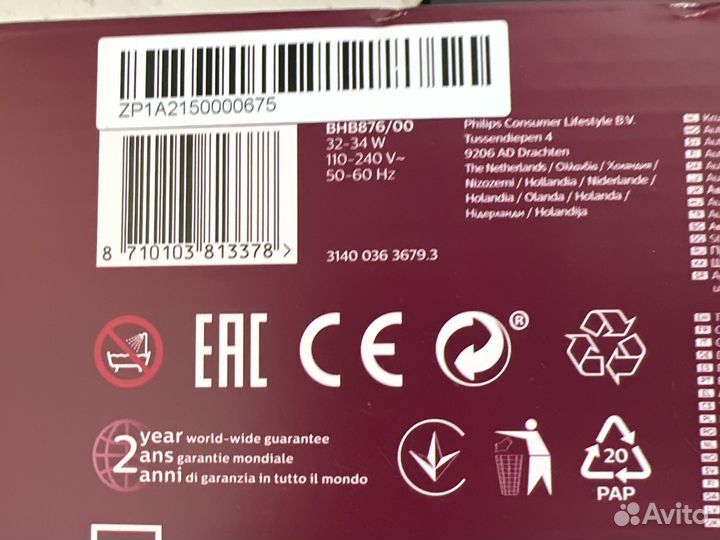 ZP1A2150000675
BHB876/00
32-34 W
110-240 V~
50-60 Hz
8 710103 813378 >
3140 036 3679.3
Philips Consumer Lifestyle B.V.
Tussendiepen 4
9206 AD Drachten
The Netherlands / Ολλανδία / Холандия /
Nizozemí / Hollandia / Niderlande /
Holandia / Olanda / Holanda /
Нідерланди / Holandija
EAC CE ®
2 year world-wide guarantee
ans garantie mondiale
anni di garanzia in tutto il mondo
20
PAP
Avito